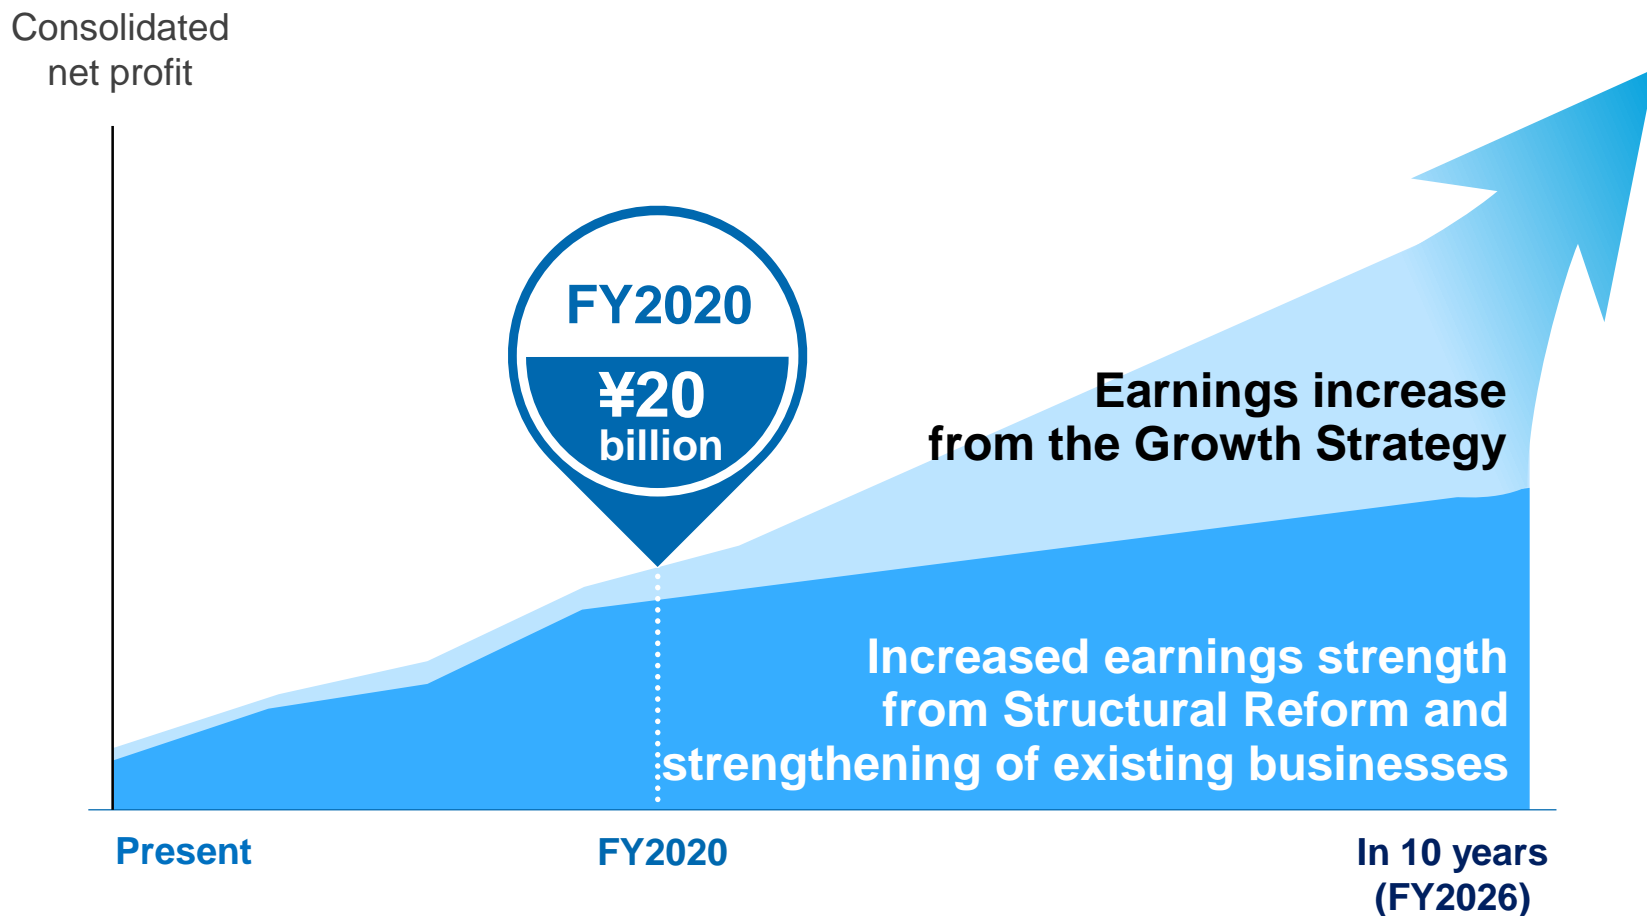 Consolidated
net profit
FY2020
¥20
billion
Earnings increase
from the Growth Strategy
Increased earnings strength
from Structural Reform and
strengthening of existing businesses
Present
FY2020
In 10 years
(FY2026)